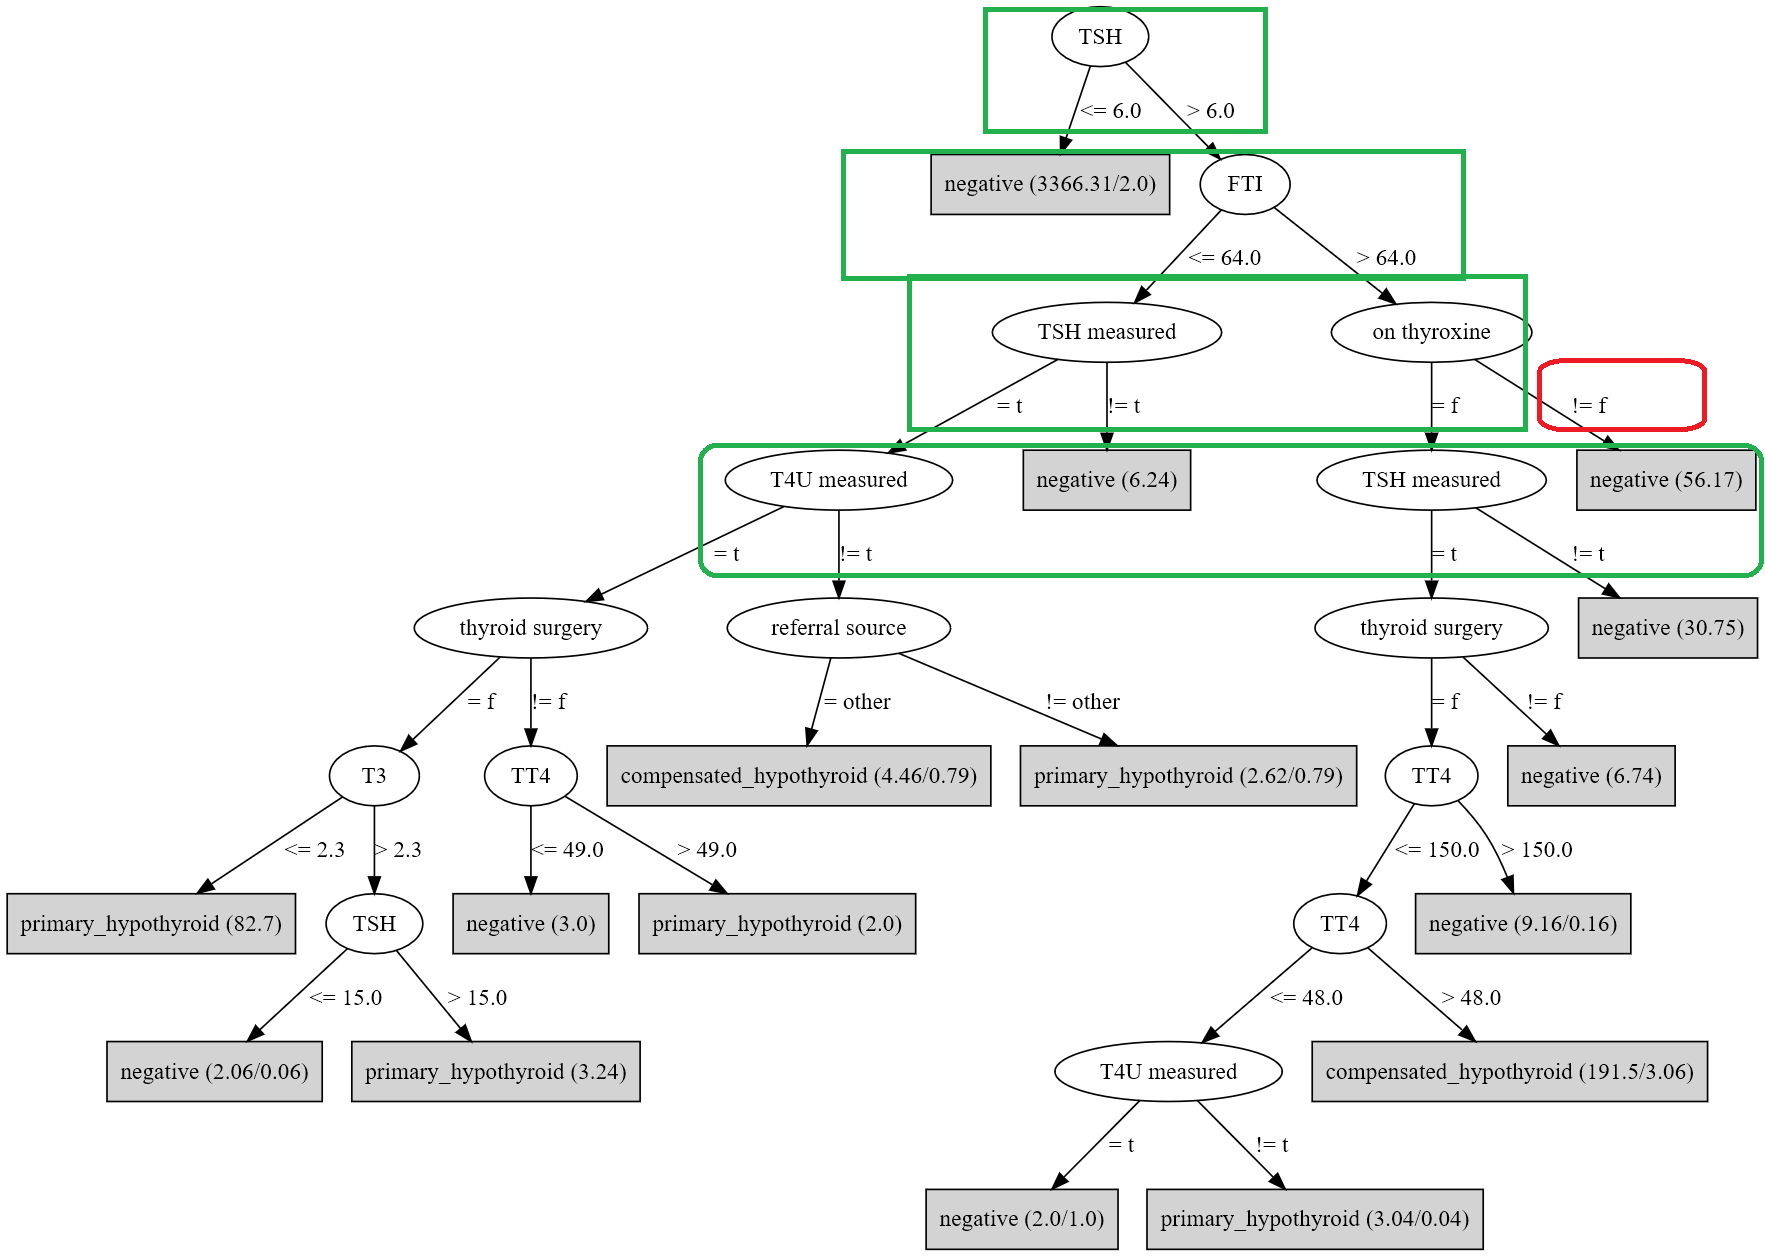 TSH
<= 6.0
> 6.0
negative (3366.31/2.0)
FTI
<= 64.0
> 64.0
TSH measured
on thyroxine
= t
!= t
= f
!= f
T4U measured
negative (6.24)
TSH measured
negative (56.17)
= t
!= t
= t
!= t
thyroid surgery
referral source
thyroid surgery
negative (30.75)
= f
!= f
= other
!= other
= f
!= f
T3
TT4
compensated_hypothyroid (4.46/0.79)
primary_hypothyroid (2.62/0.79)
TT4
negative (6.74)
<= 2.3
> 2.3
<= 49.0
> 49.0
<= 150.0
> 150.0
primary_hypothyroid (82.7)
TSH
negative (3.0)
primary_hypothyroid (2.0)
TT4
negative (9.16/0.16)
<= 15.0
> 15.0
<= 48.0
> 48.0
negative (2.06/0.06)
primary_hypothyroid (3.24)
T4U measured
compensated_hypothyroid (191.5/3.06)
= t
!= t
negative (2.0/1.0)
primary_hypothyroid (3.04/0.04)